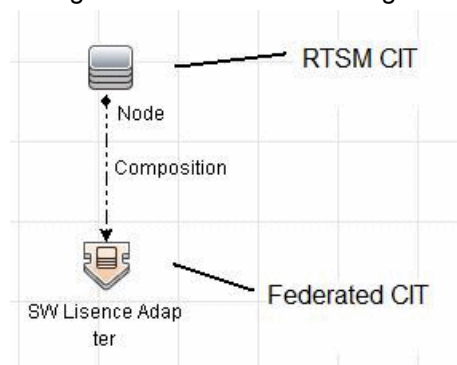 RTSM CIT
Node
Composition
Federated CIT
SW Lisence Adap
ter